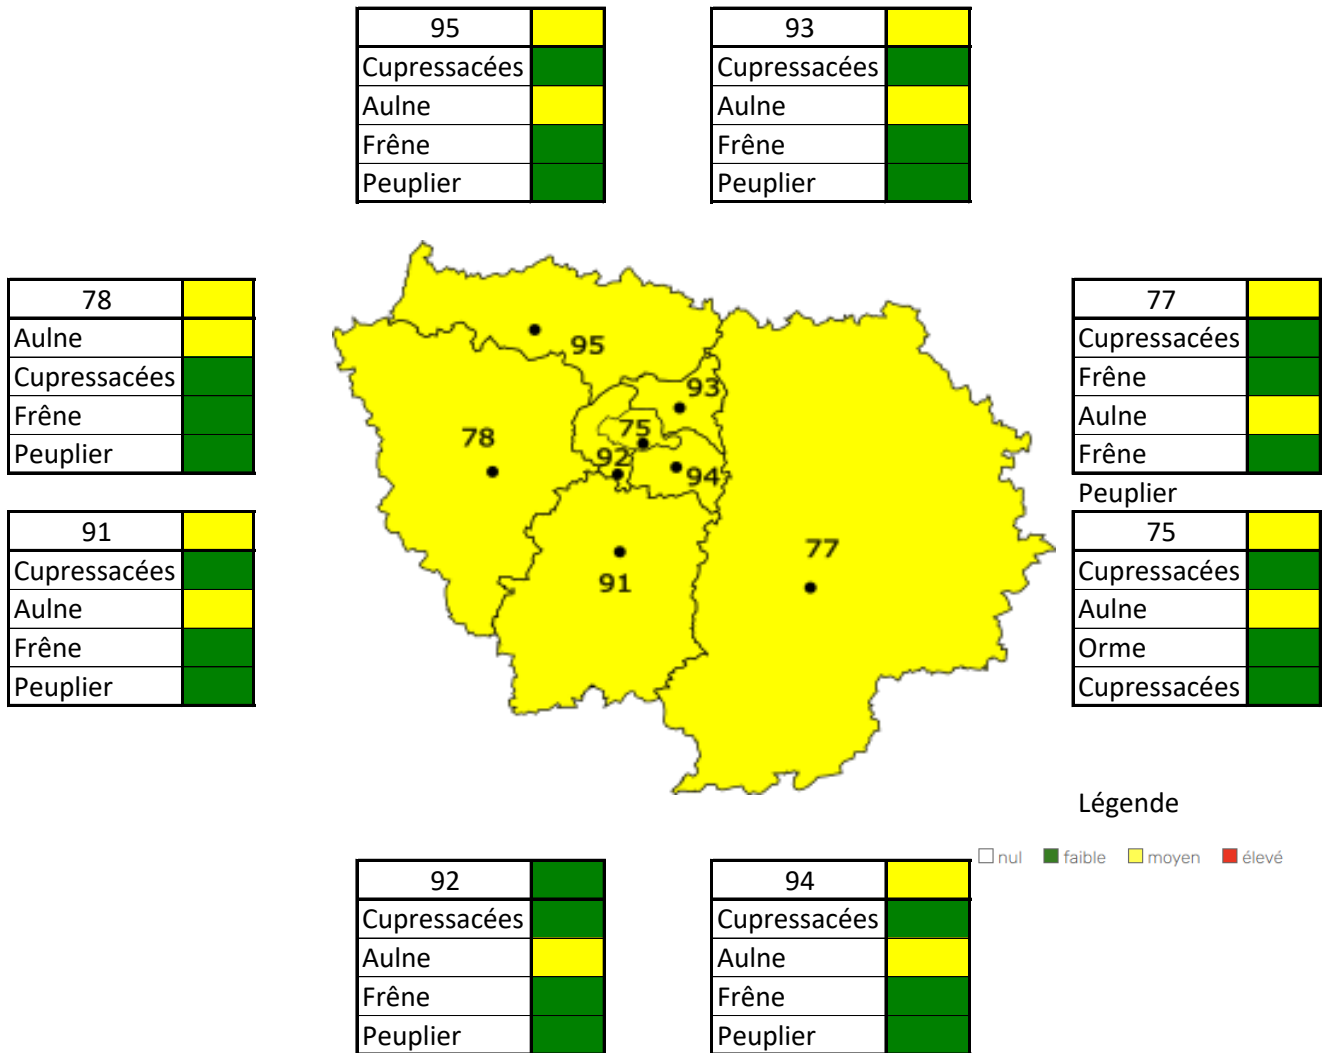 95
Cupressacées
Aulne
Frêne
Peuplier
93
Cupressacées
Aulne
Frêne
Peuplier
78
Aulne
Cupressacées
Frêne
Peuplier
91
Cupressacées
Aulne
Frêne
Peuplier
95
93
75
78
92
94
77
91
77
Cupressacées
Frêne
Aulne
Frêne
Peuplier
75
Cupressacées
Aulne
Orme
Cupressacées
Légende
nul faible moyen élevé
92
Cupressacées
Aulne
Frêne
Peuplier
94
Cupressacées
Aulne
Frêne
Peuplier